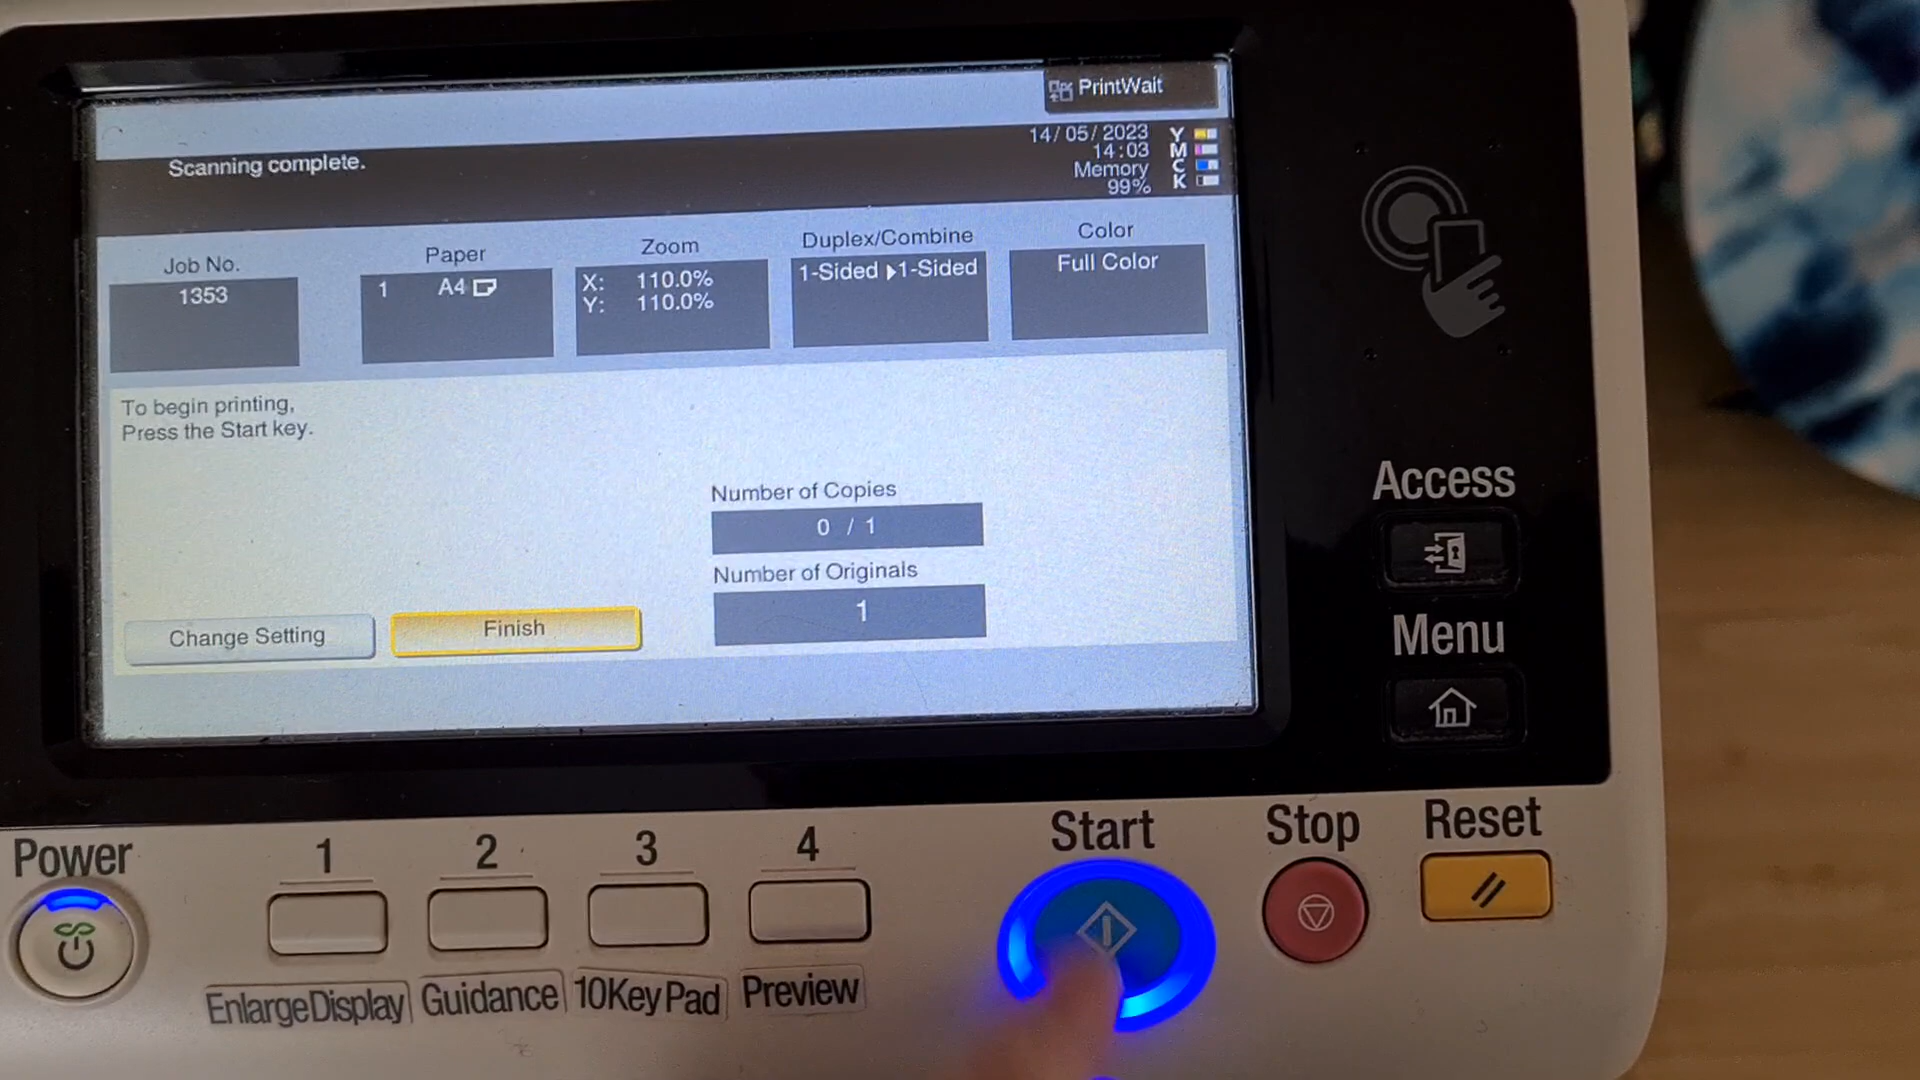 PrintWait
Scanning complete.
14/05/2023
14:03
Memory
99%
Y
M
C
K
Job No.
1353
Paper
1 A4
Zoom
X: 110.0%
Y: 110.0%
Duplex/Combine
1-Sided ▶1-Sided
Color
Full Color
To begin printing,
Press the Start key.
Number of Copies
0 / 1
Number of Originals
1
Change Setting
Finish
Access
Menu
Power
1
2
3
4
Start
Stop
Reset
EnlargeDisplay
Guidance
10Key Pad
Preview